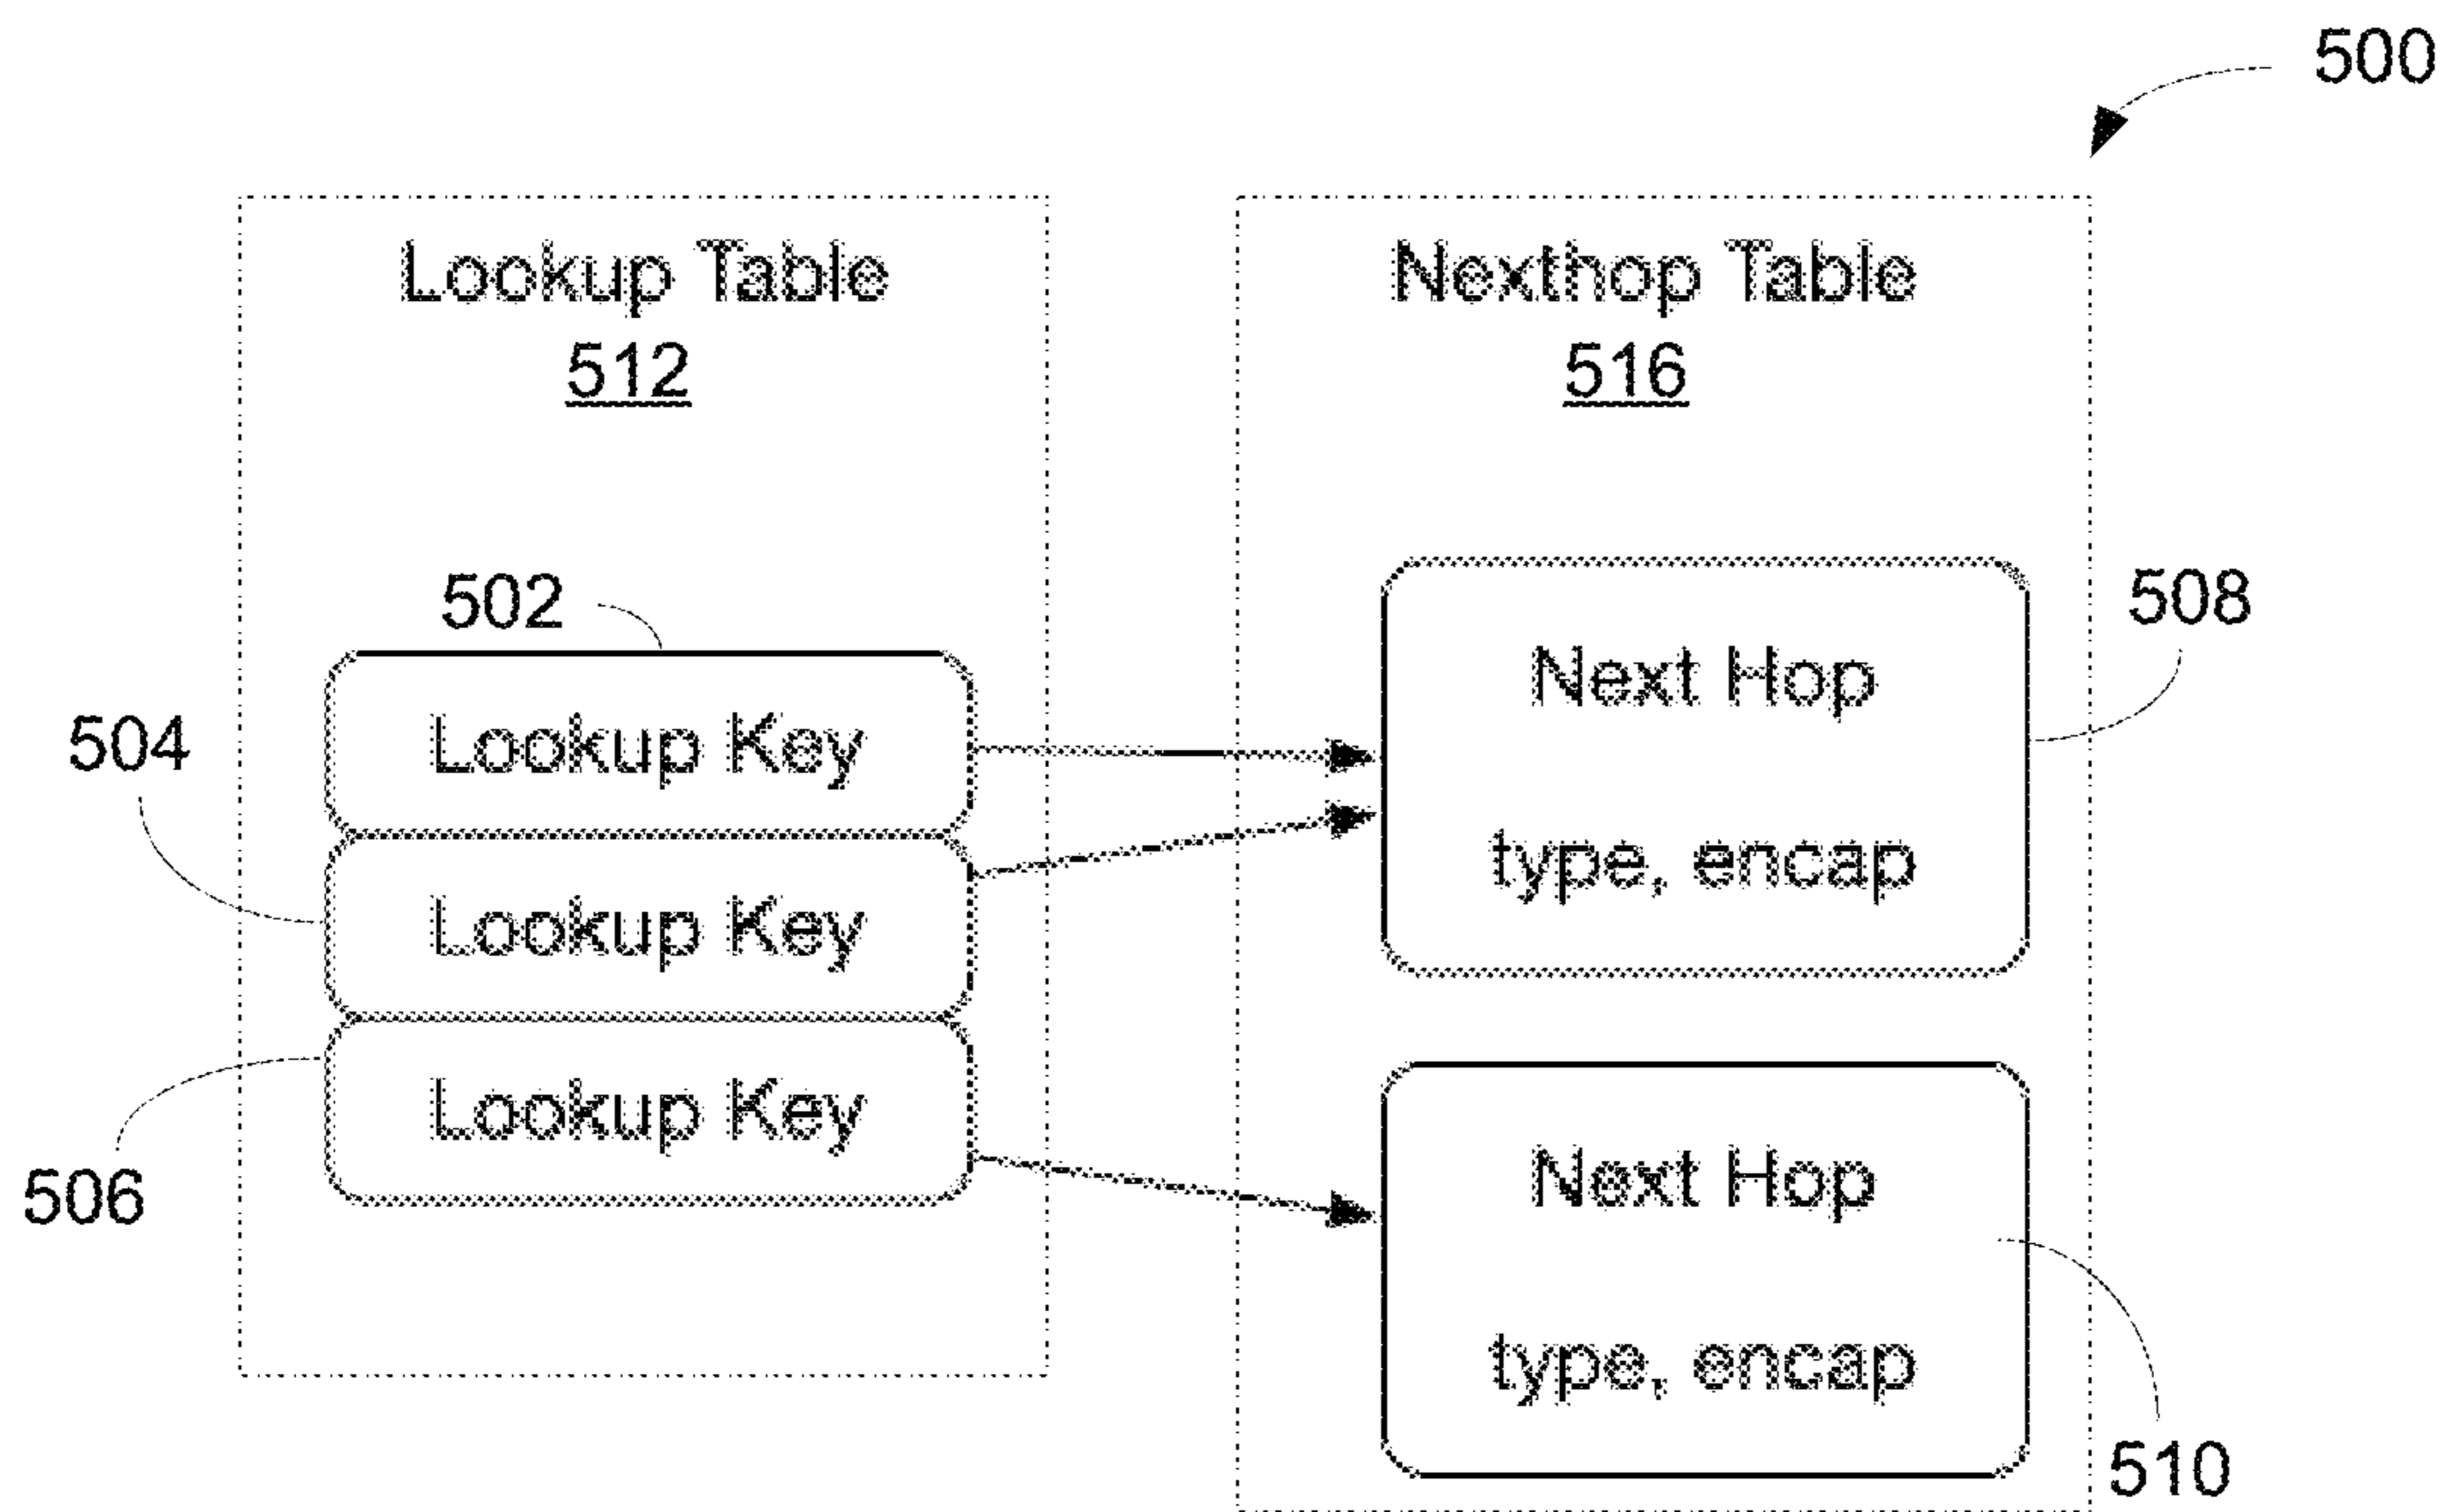 500
Lookup Table
512
Nexthop Table
516
502
508
504
506
Lookup Key
Lookup Key
Lookup Key
Next Hop
type, encap
Next Hop
type, encap
510